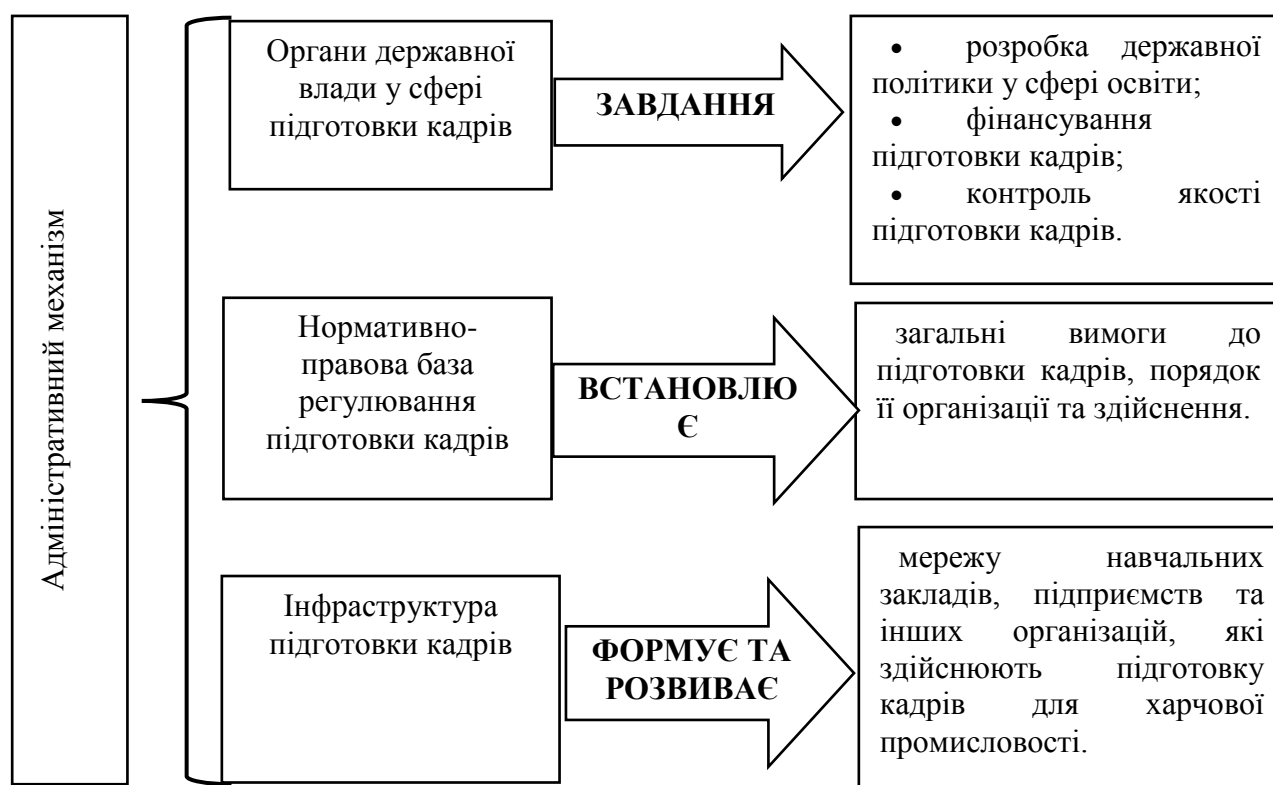 Адміністративний механізм
Органи державної
влади у сфері
підготовки кадрів
ЗАВДАННЯ
• розробка державної
політики у сфері освіти;
• фінансування
підготовки кадрів;
• контроль якості
підготовки кадрів.
Нормативно-
правова база
регулювання
підготовки кадрів
ВСТАНОВЛЮ
Є
загальні вимоги до
підготовки кадрів, порядок
її організації та здійснення.
Інфраструктура
підготовки кадрів
ФОРМУЄ ТА
РОЗВИВАЄ
мережу навчальних
закладів, підприємств та
інших організацій, які
здійснюють підготовку
кадрів для харчової
промисловості.